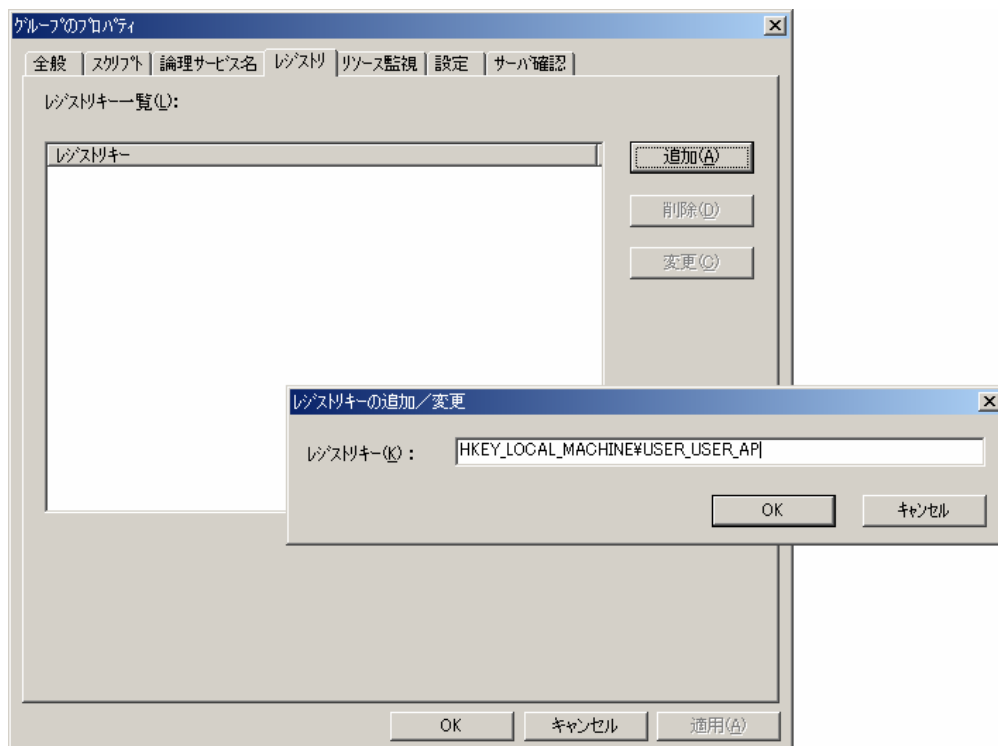 グループのプロパティ
全般 スクリプト 論理サービス名 レジストリ リソース監視 設定 サーバ確認
レジストリキー一覧(L):
レジストリキー
追加(A)
削除(D)
変更(C)
レジストリキーの追加/変更
レジストリキー(K)： HKEY_LOCAL_MACHINE¥USER_USER_AP
OK キャンセル
OK キャンセル 適用(A)